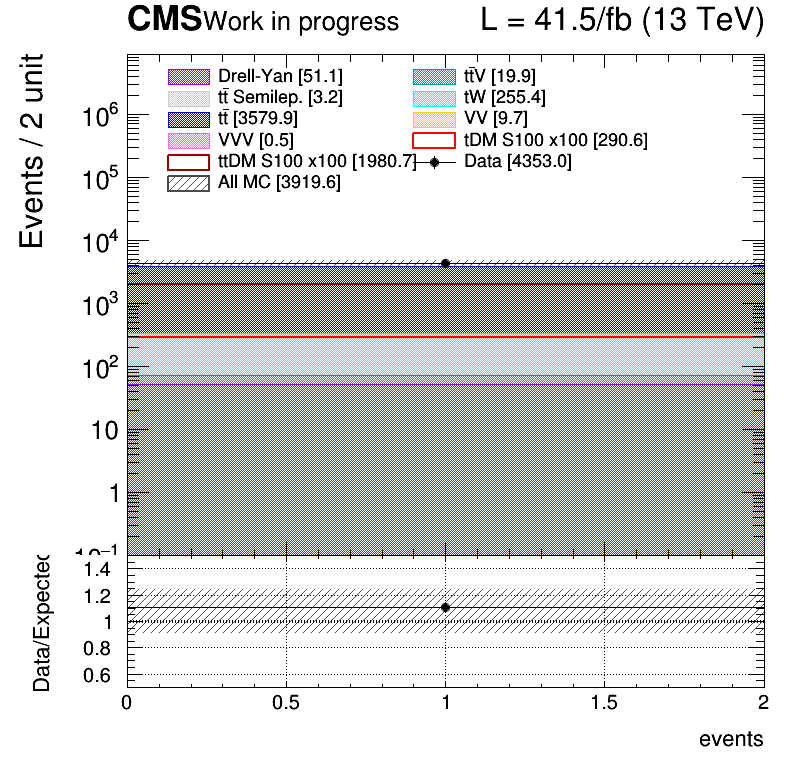 CMS Work in progress L = 41.5/fb (13 TeV)
Events / 2 unit
Drell-Yan [51.1] tt̄V [19.9]
tt̄ Semilep. [3.2] tW [255.4]
tt̄ [3579.9] VV [9.7]
VVV [0.5] tDM S100 x100 [290.6]
ttDM S100 x100 [1980.7] Data [4353.0]
All MC [3919.6]
10⁶
10⁵
10⁴
10³
10²
10
1
10⁻¹
Data/Expected
1.4
1.2
1
0.8
0.6
0 0.5 1 1.5 2
events